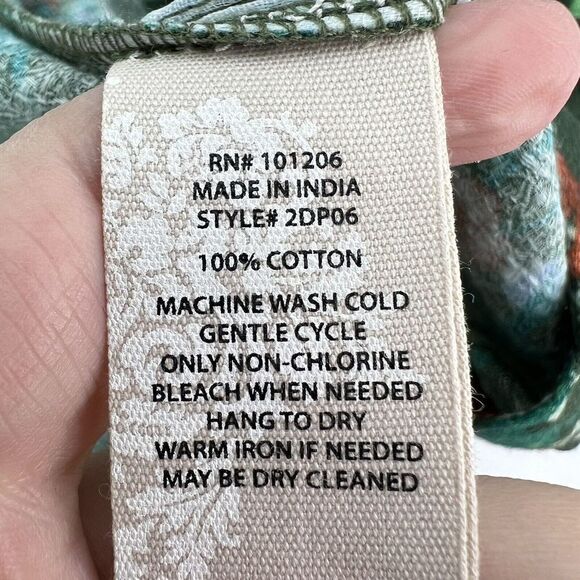 RN# 101206
MADE IN INDIA
STYLE# 2DP06
100% COTTON
MACHINE WASH COLD
GENTLE CYCLE
ONLY NON-CHLORINE
BLEACH WHEN NEEDED
HANG TO DRY
WARM IRON IF NEEDED
MAY BE DRY CLEANED